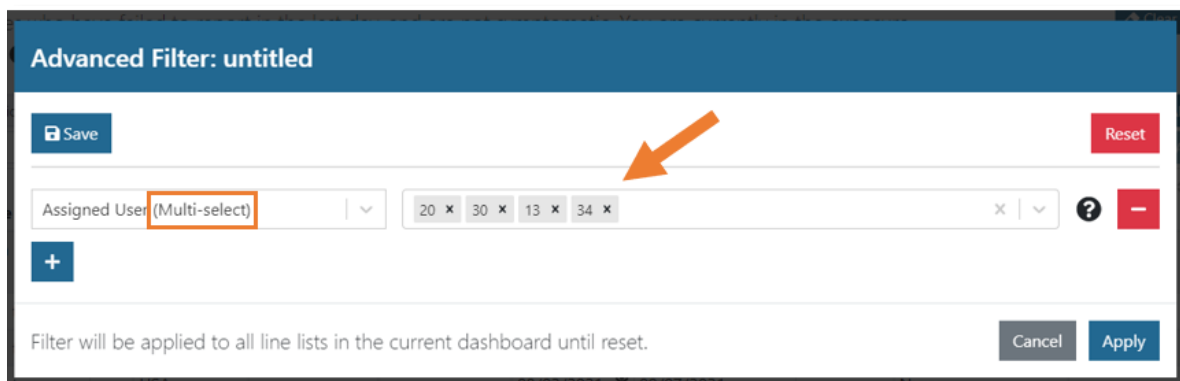 Advanced Filter: untitled
Save
Reset
Assigned User (Multi-select)
20 × 30 × 13 × 34 ×
Filter will be applied to all line lists in the current dashboard until reset.
Cancel
Apply